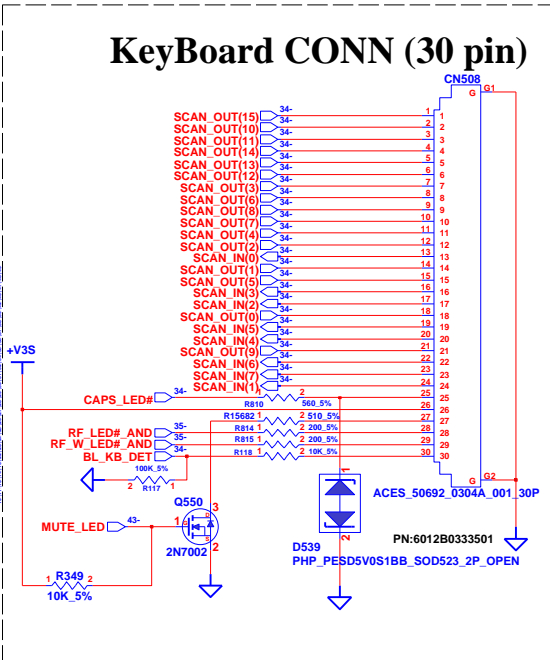 KeyBoard CONN (30 pin)
CN508
G G1
SCAN_OUT(15) 34- 1 1
SCAN_OUT(10) 34- 2 2
SCAN_OUT(11) 34- 3 3
SCAN_OUT(14) 34- 4 4
SCAN_OUT(13) 34- 5 5
SCAN_OUT(12) 34- 6 6
SCAN_OUT(3) 34- 7 7
SCAN_OUT(6) 34- 8 8
SCAN_OUT(8) 34- 9 9
SCAN_OUT(7) 34- 10 10
SCAN_OUT(4) 34- 11 11
SCAN_OUT(2) 34- 12 12
SCAN_IN(0) 34- 13 13
SCAN_OUT(1) 34- 14 14
SCAN_OUT(5) 34- 15 15
SCAN_IN(3) 34- 16 16
SCAN_IN(2) 34- 17 17
SCAN_OUT(0) 34- 18 18
SCAN_IN(5) 34- 19 19
SCAN_IN(4) 34- 20 20
SCAN_OUT(9) 34- 21 21
SCAN_IN(6) 34- 22 22
SCAN_IN(7) 34- 23 23
SCAN_IN(1) 34- 24 24
+V3S
CAPS_LED# 34- 1 2 25 25
R810 560_5%
26 26
R15682 1 2 510_5% 27 27
RF_LED#_AND 35- R814 1 2 200_5% 28 28
RF_W_LED#_AND 35- R815 1 2 200_5% 29 29
BL_KB_DET 34- R118 1 2 10K_5% 30 30
100K_5%
2 R117 1
G G2
ACES_50692_0304A_001_30P
PN:6012B0333501
Q550
3
D
MUTE_LED 43- 1 G
S
2
2N7002
1
2
D539
PHP_PESD5V0S1BB_SOD523_2P_OPEN
R349
1 2
10K_5%